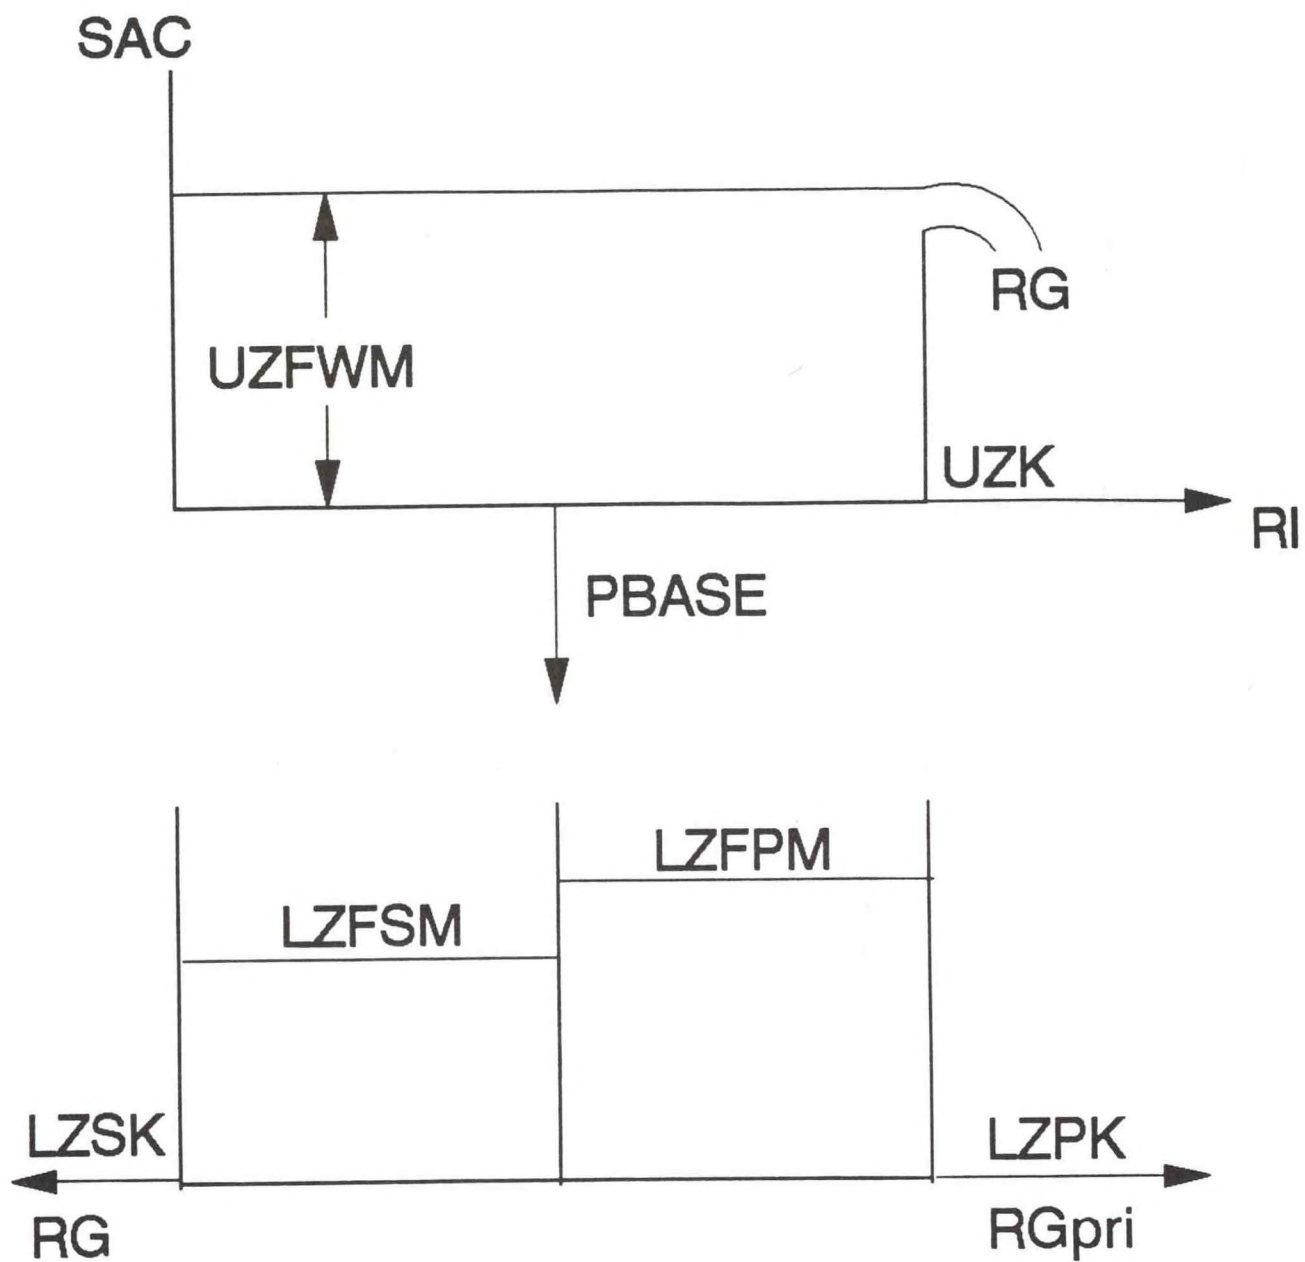 SAC
RG
UZFWM
UZK
RI
PBASE
LZFPM
LZFSM
LZSK
LZPK
RG
RGpri